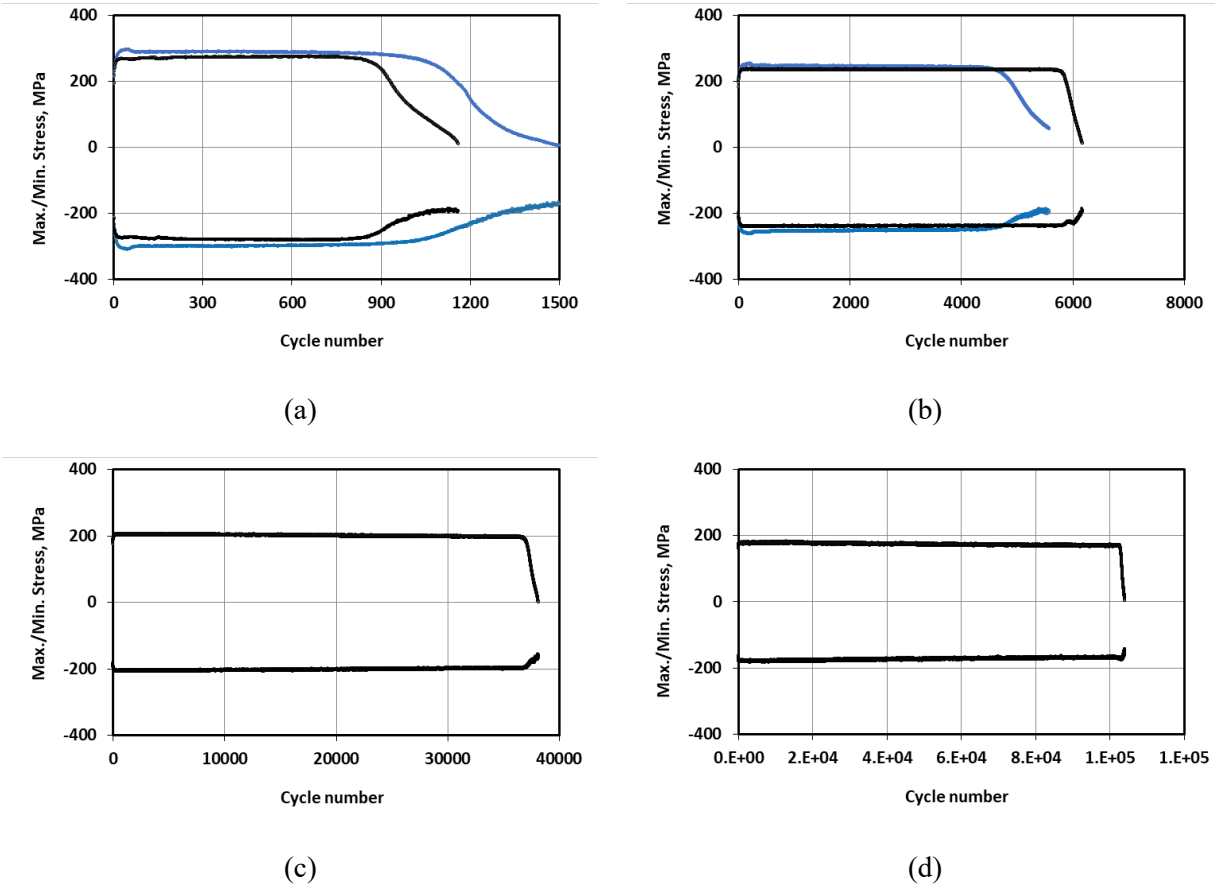 (a)
400
200
0
-200
-400
Max./Min. Stress, MPa
0 300 600 900 1200 1500
Cycle number
(a)
(b)
400
200
0
-200
-400
Max./Min. Stress, MPa
0 2000 4000 6000 8000
Cycle number
(b)
400
200
0
-200
-400
Max./Min. Stress, MPa
0 10000 20000 30000 40000
Cycle number
(c)
400
200
0
-200
-400
Max./Min. Stress, MPa
0.E+00 2.E+04 4.E+04 6.E+04 8.E+04 1.E+05 1.E+05
Cycle number
(d)